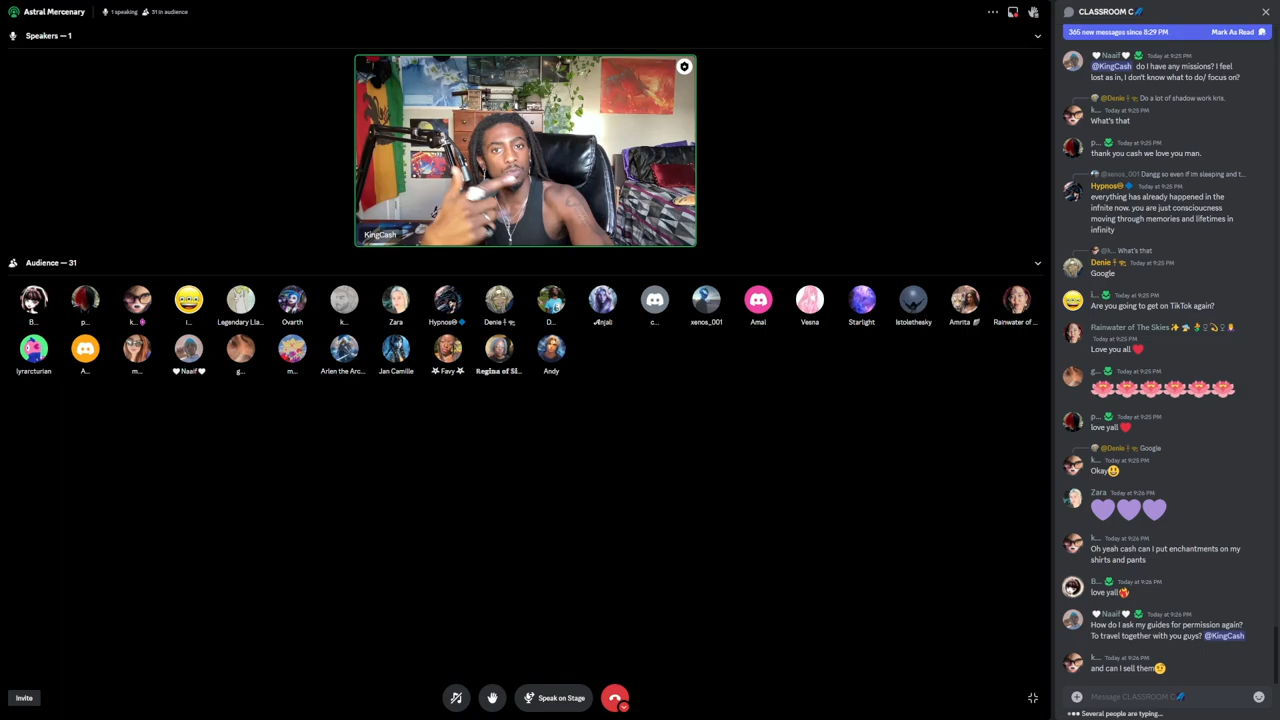 Astral Mercenary
1 speaking 31 in audience
Speakers — 1
KingCash
Audience — 31
B... p... k... I... Legendary Lla... Ovarth k... Zara Hypnos Denie D... Anjali c... xenos_001 Amal Vesna Starlight Istolethesky Amrita Rainwater of ...
lyrarcturian A... m... Naaif g... m... Arlen the Arc... Jan Camille Favy Regina of Si... Andy
Invite
Speak on Stage
CLASSROOM C
365 new messages since 8:29 PM Mark As Read
Naaif Today at 9:25 PM
@KingCash do I have any missions? I feel
lost as in, I don't know what to do/ focus on?
@Denie Do a lot of shadow work kris.
k... Today at 9:25 PM
What's that
p... Today at 9:25 PM
thank you cash we love you man.
@xenos_001 Dangg so even if im sleeping and t...
Hypnos Today at 9:25 PM
everything has already happened in the
infnite now. you are just consciocuness
moving through memories and lifetimes in
infinity
@k... What's that
Denie Today at 9:25 PM
Google
i... Today at 9:25 PM
Are you going to get on TikTok again?
Rainwater of The Skies
Today at 9:25 PM
Love you all
g... Today at 9:25 PM
p... Today at 9:25 PM
love yall
@Denie Google
k... Today at 9:25 PM
Okay
Zara Today at 9:26 PM
k... Today at 9:26 PM
Oh yeah cash can I put enchantments on my
shirts and pants
B... Today at 9:26 PM
love yall
Naaif Today at 9:26 PM
How do I ask my guides for permission again?
To travel together with you guys? @KingCash
k... Today at 9:26 PM
and can I sell them
Message CLASSROOM C
Several people are typing...